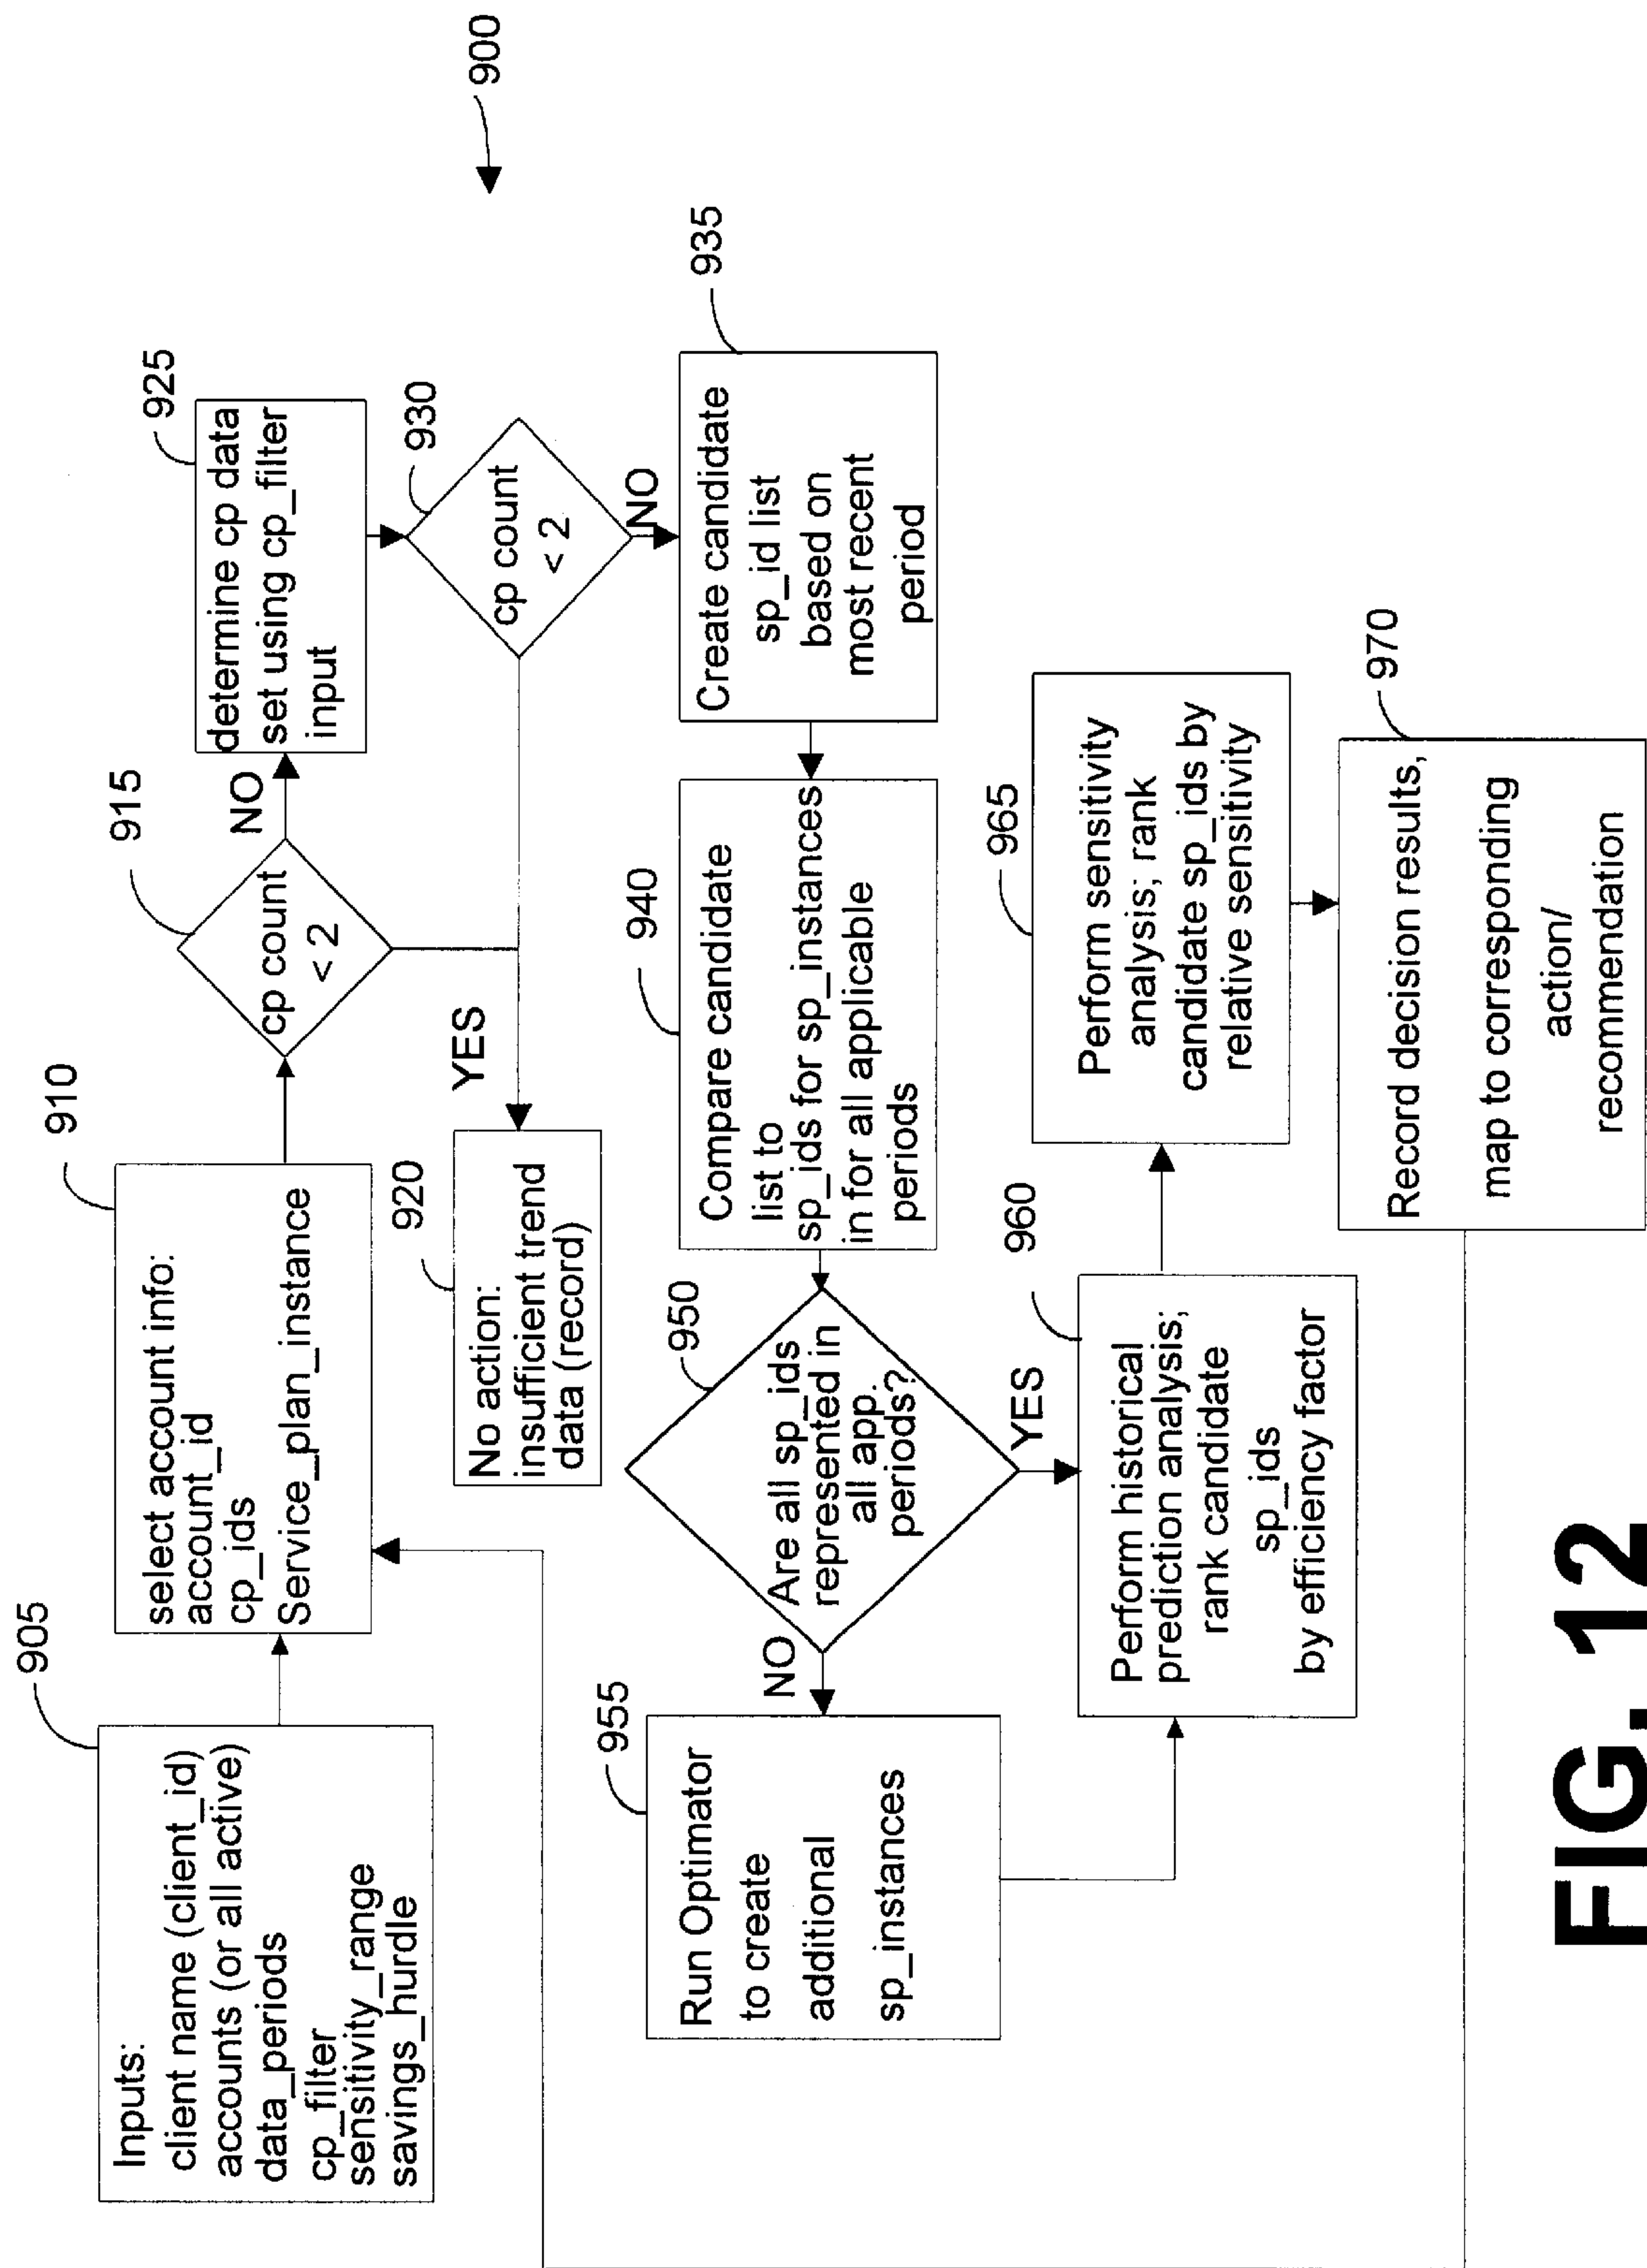 900
905
Inputs:
client name (client_id)
accounts (or all active)
data_periods
cp_filter
sensitivity_range
savings_hurdle
910
select account info:
account_id
cp_ids
Service_plan_instance
915
cp count
< 2
NO
YES
920
No action:
insufficient trend
data (record)
925
determine cp data
set using cp_filter
input
930
cp count
< 2
NO
935
Create candidate
sp_id list
based on
most recent
period
940
Compare candidate
list to
sp_ids for sp_instances
in for all applicable
periods
950
Are all sp_ids
represented in
all app.
periods?
NO
YES
955
Run Optimator
to create
additional
sp_instances
960
Perform historical
prediction analysis;
rank candidate
sp_ids
by efficiency factor
965
Perform sensitivity
analysis; rank
candidate sp_ids by
relative sensitivity
970
Record decision results,
map to corresponding
action/
recommendation
FIG. 12